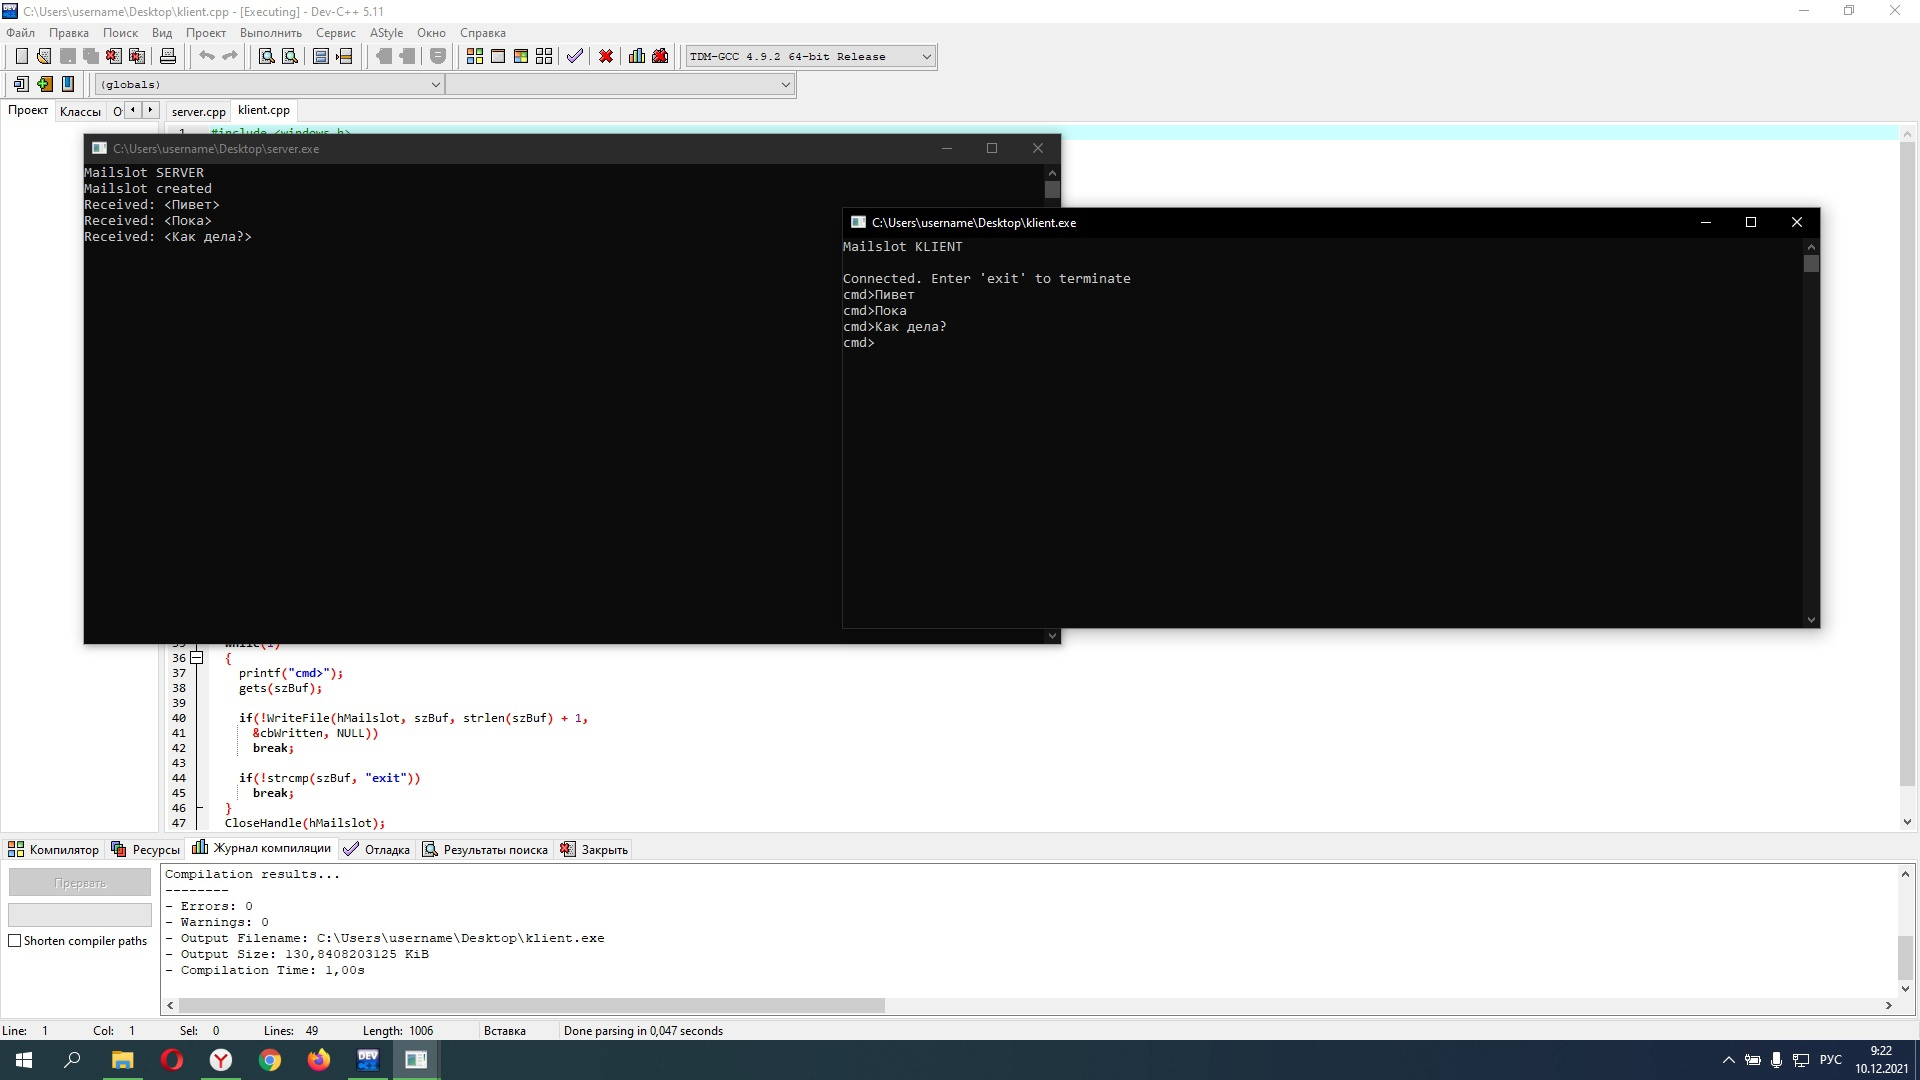 C:\Users\username\Desktop\klient.cpp - [Executing] - Dev-C++ 5.11
Файл Правка Поиск Вид Проект Выполнить Сервис AStyle Окно Справка
TDM-GCC 4.9.2 64-bit Release
(globals)
Проект Классы О server.cpp klient.cpp
1 #include <windows.h>
C:\Users\username\Desktop\server.exe
Mailslot SERVER
Mailslot created
Received: <Пивет>
Received: <Пока>
Received: <Как дела?>
C:\Users\username\Desktop\klient.exe
Mailslot KLIENT
Connected. Enter 'exit' to terminate
cmd>Пивет
cmd>Пока
cmd>Как дела?
cmd>
35 while(1)
36 {
37 printf("cmd>");
38 gets(szBuf);
39
40 if(!WriteFile(hMailslot, szBuf, strlen(szBuf) + 1,
41 &cbWritten, NULL))
42 break;
43
44 if(!strcmp(szBuf, "exit"))
45 break;
46 }
47 CloseHandle(hMailslot);
Компилятор Ресурсы Журнал компиляции Отладка Результаты поиска Закрыть
Прервать
Shorten compiler paths
Compilation results...
--------
- Errors: 0
- Warnings: 0
- Output Filename: C:\Users\username\Desktop\klient.exe
- Output Size: 130,8408203125 KiB
- Compilation Time: 1,00s
Line: 1 Col: 1 Sel: 0 Lines: 49 Length: 1006 Вставка Done parsing in 0,047 seconds
DEV C++
РУС
9:22
10.12.2021